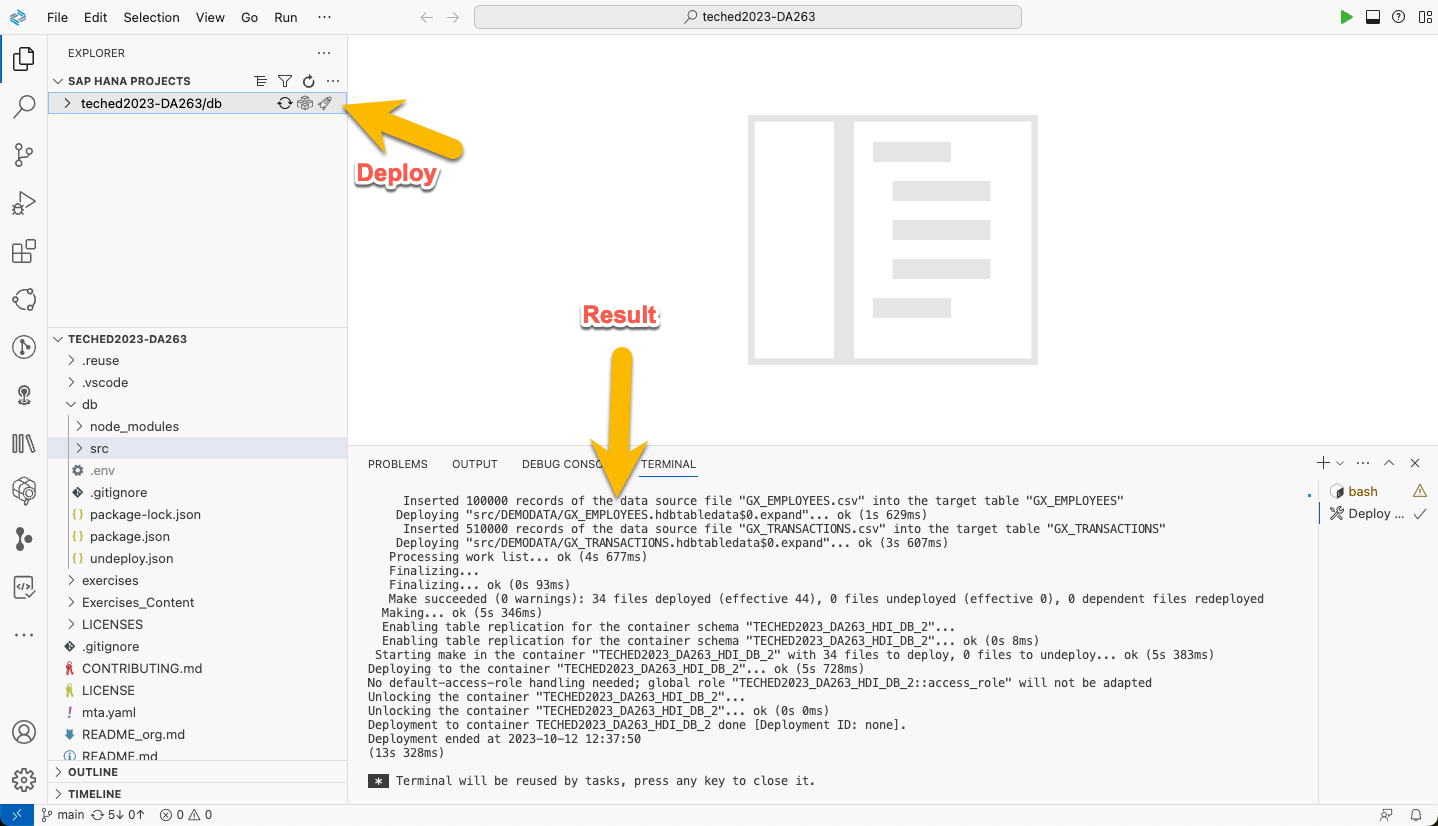 File Edit Selection View Go Run ···
teched2023-DA263
EXPLORER
SAP HANA PROJECTS
teched2023-DA263/db
Deploy
Result
TECHED2023-DA263
.reuse
.vscode
db
node_modules
src
.env
.gitignore
package-lock.json
package.json
undeploy.json
exercises
Exercises_Content
LICENSES
.gitignore
CONTRIBUTING.md
LICENSE
mta.yaml
README_org.md
README.md
OUTLINE
TIMELINE
PROBLEMS OUTPUT DEBUG CONSO TERMINAL
Inserted 100000 records of the data source file "GX_EMPLOYEES.csv" into the target table "GX_EMPLOYEES"
Deploying "src/DEMODATA/GX_EMPLOYEES.hdbtabledata$0.expand"... ok (1s 629ms)
Inserted 510000 records of the data source file "GX_TRANSACTIONS.csv" into the target table "GX_TRANSACTIONS"
Deploying "src/DEMODATA/GX_TRANSACTIONS.hdbtabledata$0.expand"... ok (3s 607ms)
Processing work list... ok (4s 677ms)
Finalizing...
Finalizing... ok (0s 93ms)
Make succeeded (0 warnings): 34 files deployed (effective 44), 0 files undeployed (effective 0), 0 dependent files redeployed
Making... ok (5s 346ms)
Enabling table replication for the container schema "TECHED2023_DA263_HDI_DB_2"...
Enabling table replication for the container schema "TECHED2023_DA263_HDI_DB_2"... ok (0s 8ms)
Starting make in the container "TECHED2023_DA263_HDI_DB_2" with 34 files to deploy, 0 files to undeploy... ok (5s 383ms)
Deploying to the container "TECHED2023_DA263_HDI_DB_2"... ok (5s 728ms)
No default-access-role handling needed; global role "TECHED2023_DA263_HDI_DB_2::access_role" will not be adapted
Unlocking the container "TECHED2023_DA263_HDI_DB_2"...
Unlocking the container "TECHED2023_DA263_HDI_DB_2"... ok (0s 0ms)
Deployment to container TECHED2023_DA263_HDI_DB_2 done [Deployment ID: none].
Deployment ended at 2023-10-12 12:37:50
(13s 328ms)
* Terminal will be reused by tasks, press any key to close it.
bash
Deploy ...
main 5↓ 0↑ 0 0